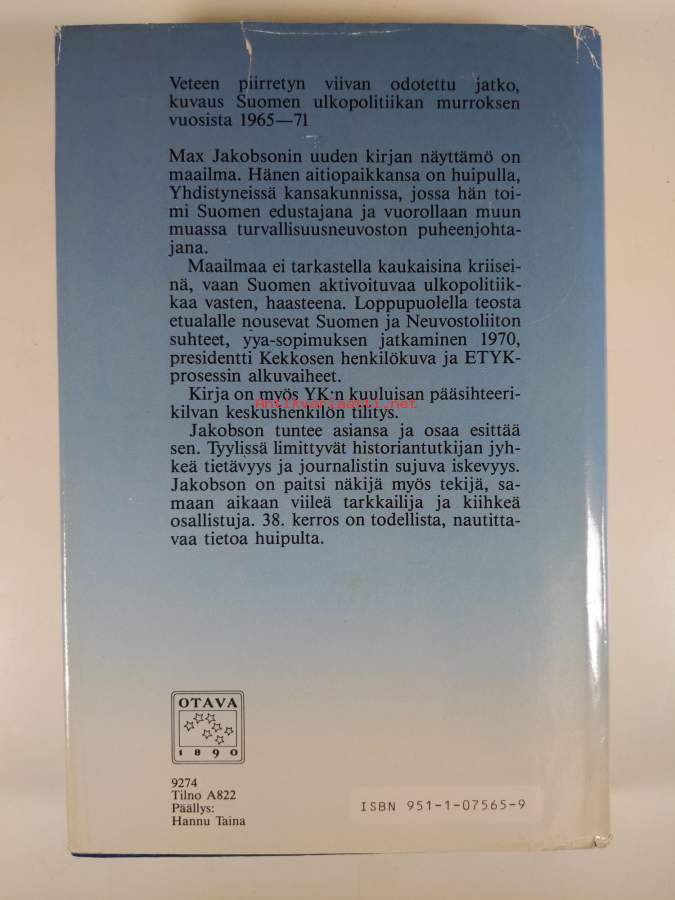 Veteen piirretyn viivan odotettu jatko,
kuvaus Suomen ulkopolitiikan murroksen
vuosista 1965—71
Max Jakobsonin uuden kirjan näyttämö on
maailma. Hänen aitiopaikkansa on huipulla,
Yhdistyneissä kansakunnissa, jossa hän toi-
mi Suomen edustajana ja vuorollaan muun
muassa turvallisuusneuvoston puheenjohta-
jana.
Maailmaa ei tarkastella kaukaisina kriisei-
nä, vaan Suomen aktivoituvaa ulkopolitiik-
kaa vasten, haasteena. Loppupuolella teosta
etualalle nousevat Suomen ja Neuvostoliiton
suhteet, yya-sopimuksen jatkaminen 1970,
presidentti Kekkosen henkilökuva ja ETYK-
prosessin alkuvaiheet.
Kirja on myös YK:n kuuluisan pääsihteeri-
kilvan keskushenkilön tilitys.
antikvariaatti.net
Jakobson tuntee asiansa ja osaa esittää
sen. Tyylissä limittyvät historiantutkijan jyh-
keä tietävyys ja journalistin sujuva iskevyys.
Jakobson on paitsi näkijä myös tekijä, sa-
maan aikaan viileä tarkkailija ja kiihkeä
osallistuja. 38. kerros on todellista, nautitta-
vaa tietoa huipulta.
OTAVA
1890
9274
Tilno A822
Päällys:
Hannu Taina
ISBN 951-1-07565-9